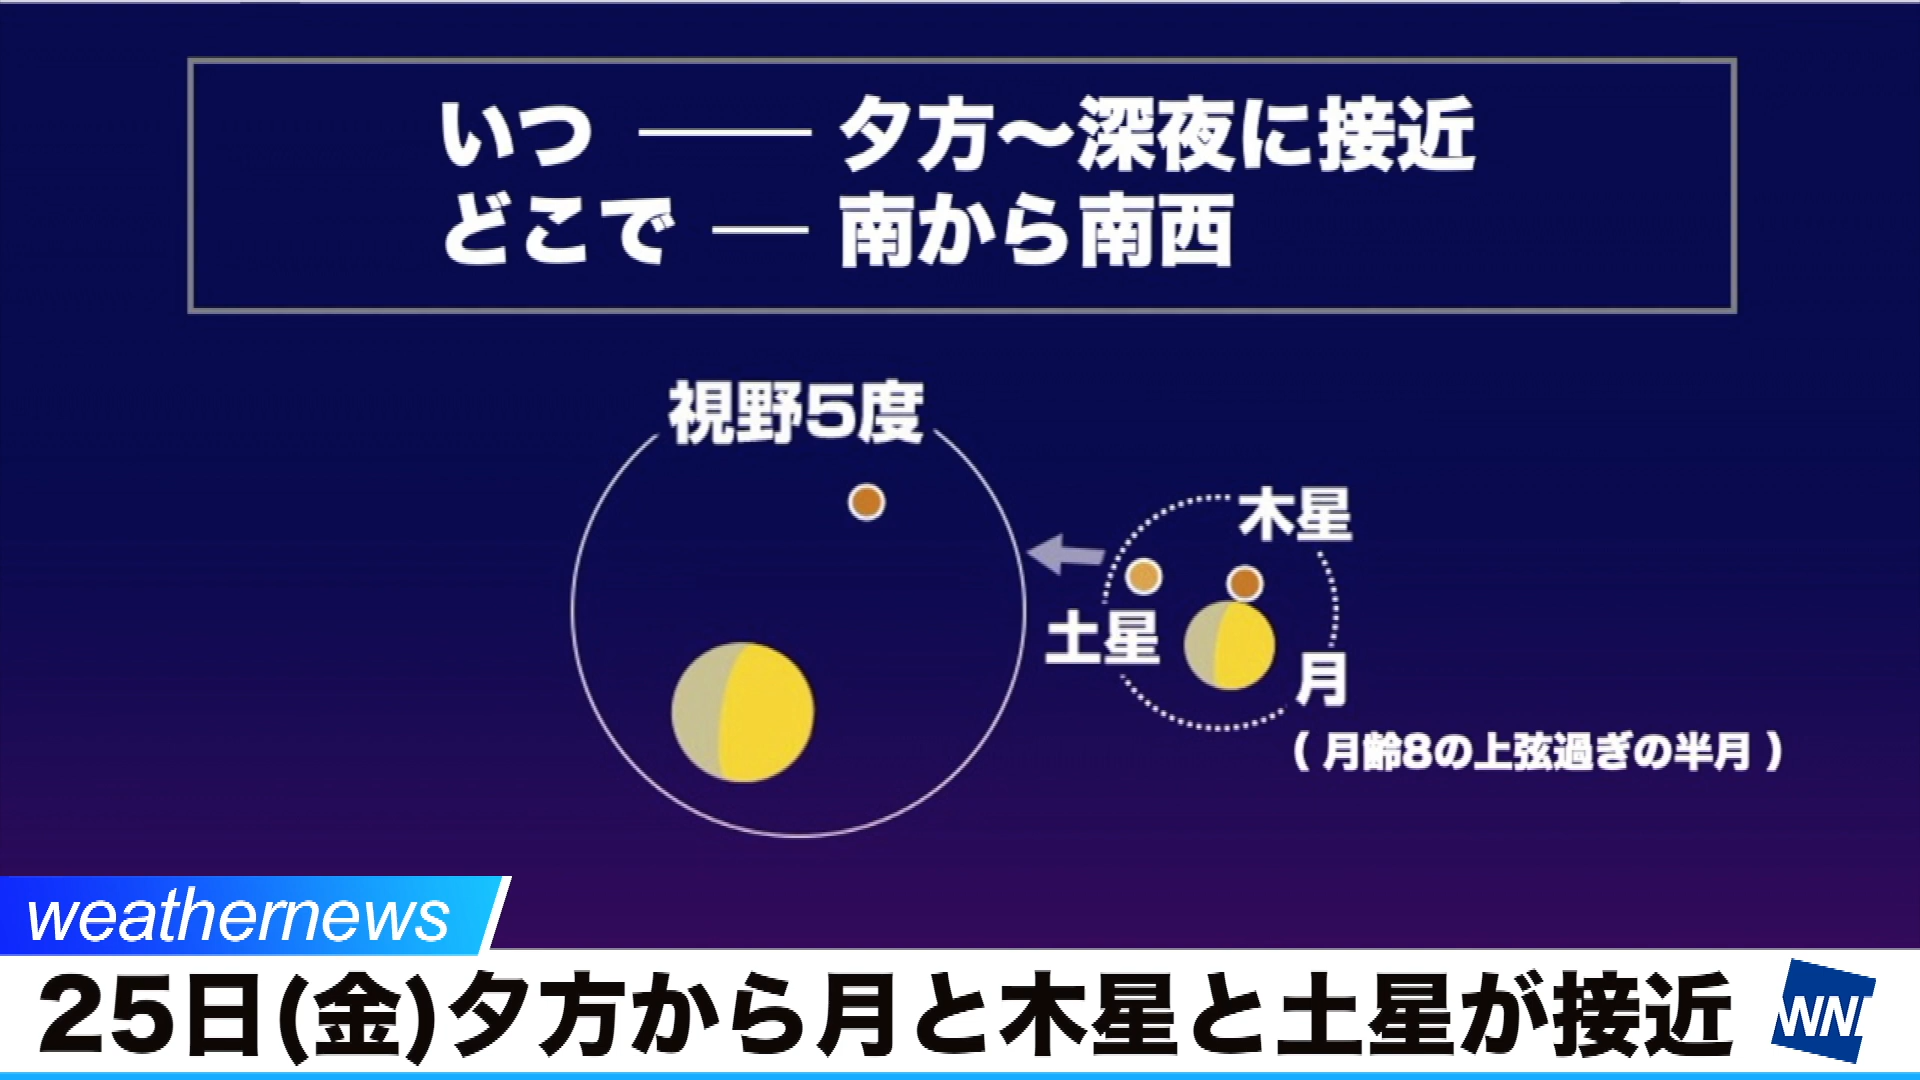 いつ ── 夕方〜深夜に接近
どこで ─ 南から南西
視野5度
木星
土星
月
( 月齢8の上弦過ぎの半月 )
weathernews
25日(金)夕方から月と木星と土星が接近
WNI